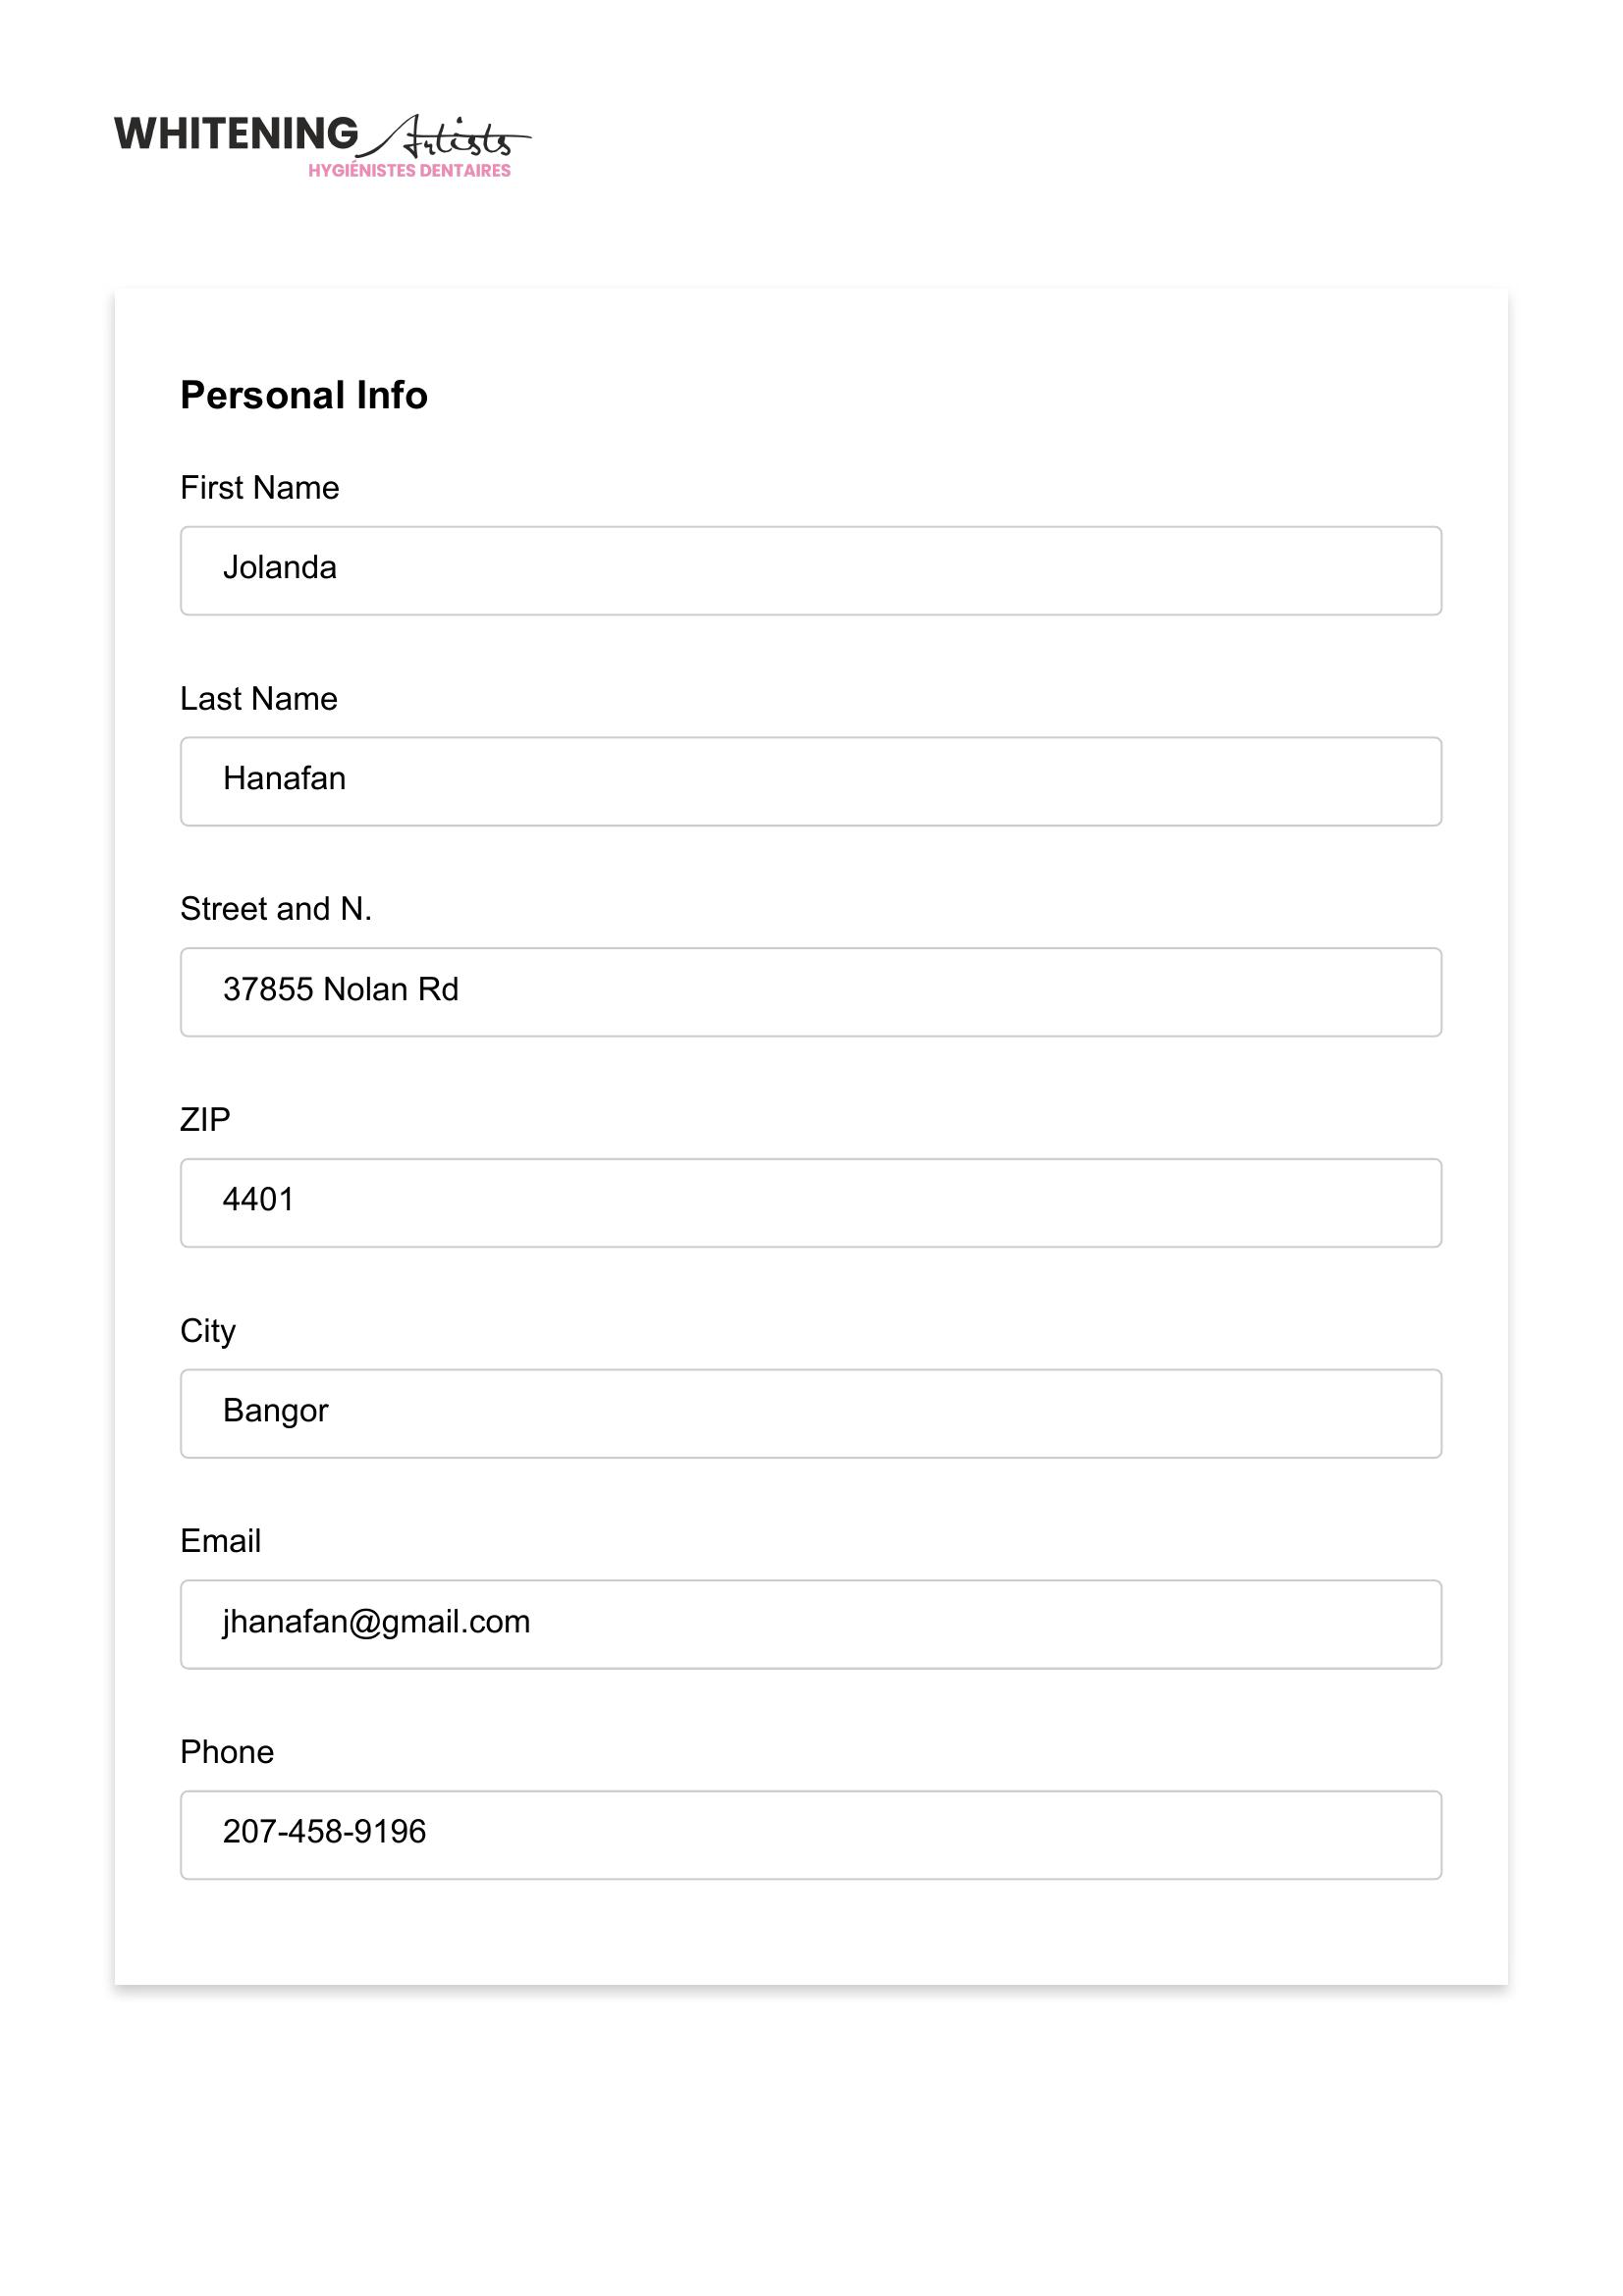 WHITENING Artists
HYGIÉNISTES DENTAIRES
Personal Info
First Name
Jolanda
Last Name
Hanafan
Street and N.
37855 Nolan Rd
ZIP
4401
City
Bangor
Email
jhanafan@gmail.com
Phone
207-458-9196